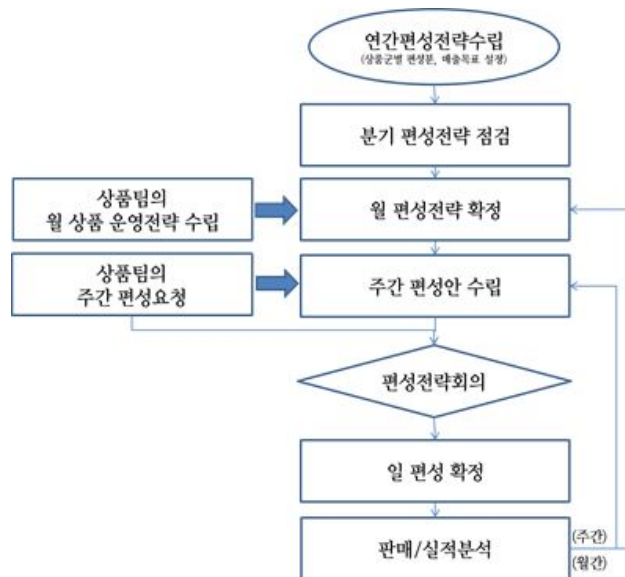 연간편성전략수립
(상품군별 편성분, 매출목표 설정)
분기 편성전략 점검
상품팀의
월 상품 운영전략 수립
월 편성전략 확정
상품팀의
주간 편성요청
주간 편성안 수립
편성전략회의
일 편성 확정
판매/실적분석
(주간)
(월간)